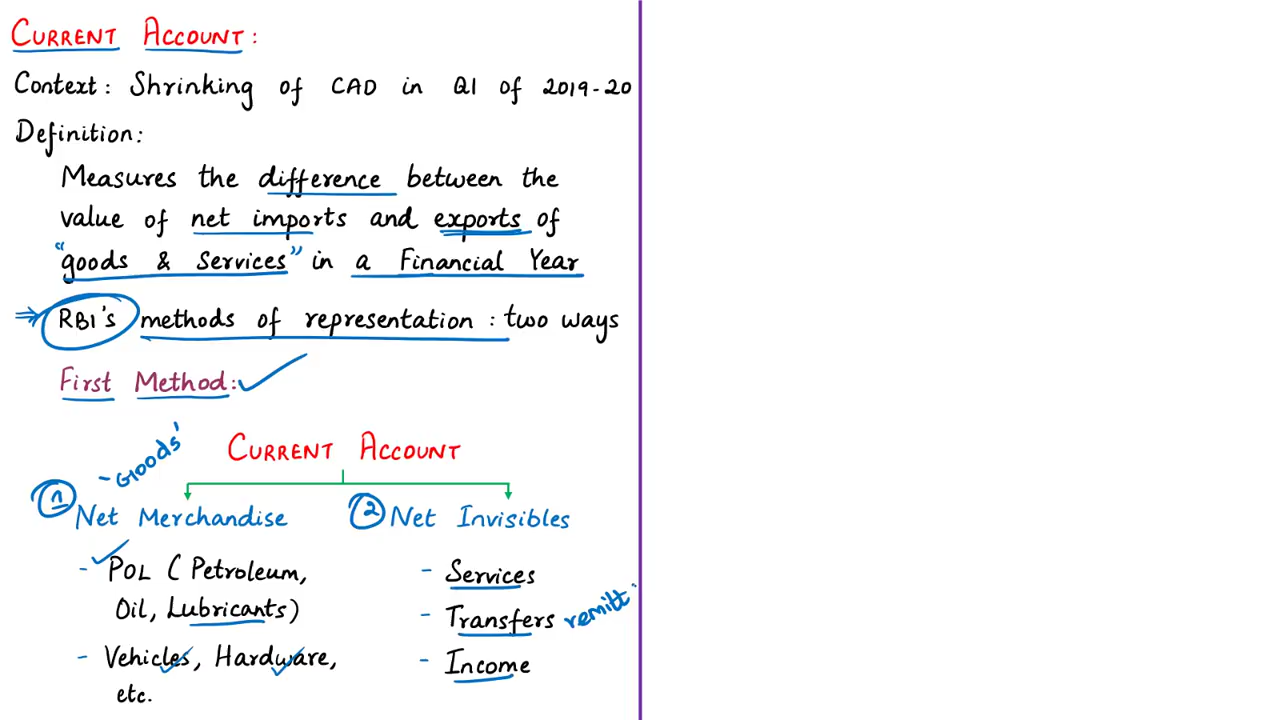 CURRENT ACCOUNT:
Context: Shrinking of CAD in Q1 of 2019-20
Definition:
Measures the difference between the
value of net imports and exports of
"goods & Services" in a Financial Year
⇒ RBI's methods of representation: two ways
First Method: ✓
- Goods'
CURRENT ACCOUNT
① Net Merchandise
② Net Invisibles
- POL (Petroleum,
Oil, Lubricants)
- Vehicles, Hardware,
etc.
- Services
- Transfers remitt
- Income